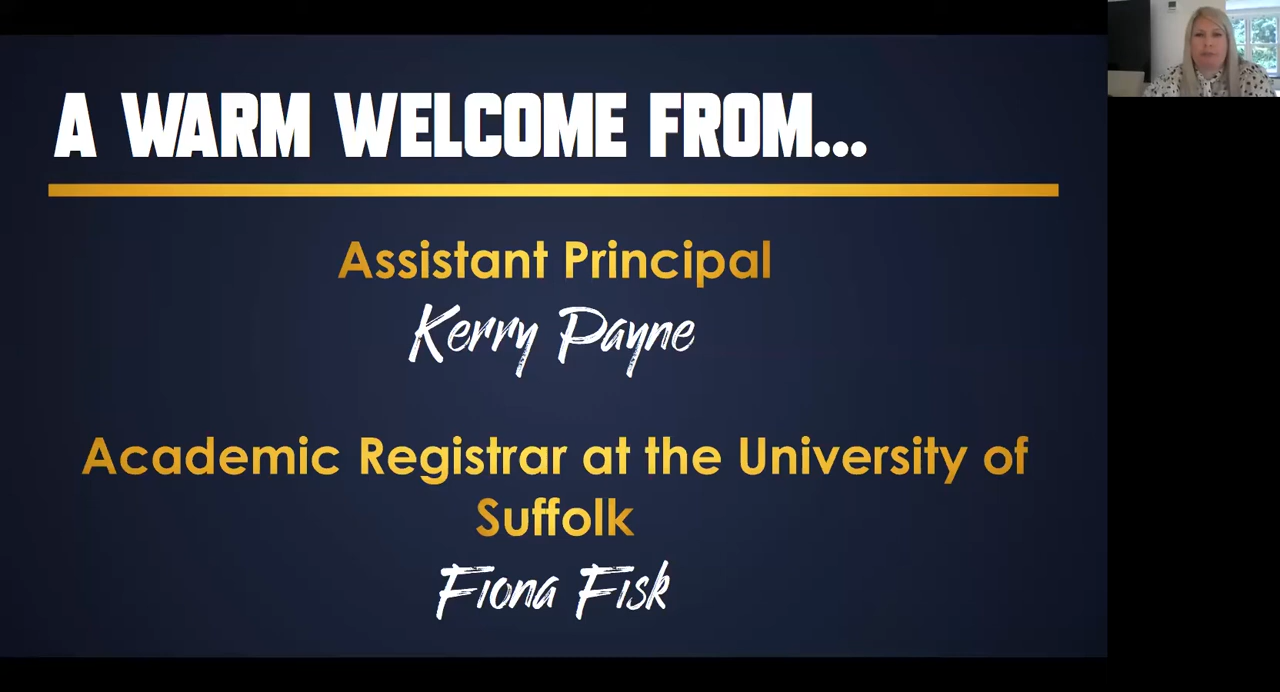 A WARM WELCOME FROM...
Assistant Principal
Kerry Payne
Academic Registrar at the University of
Suffolk
Fiona Fisk